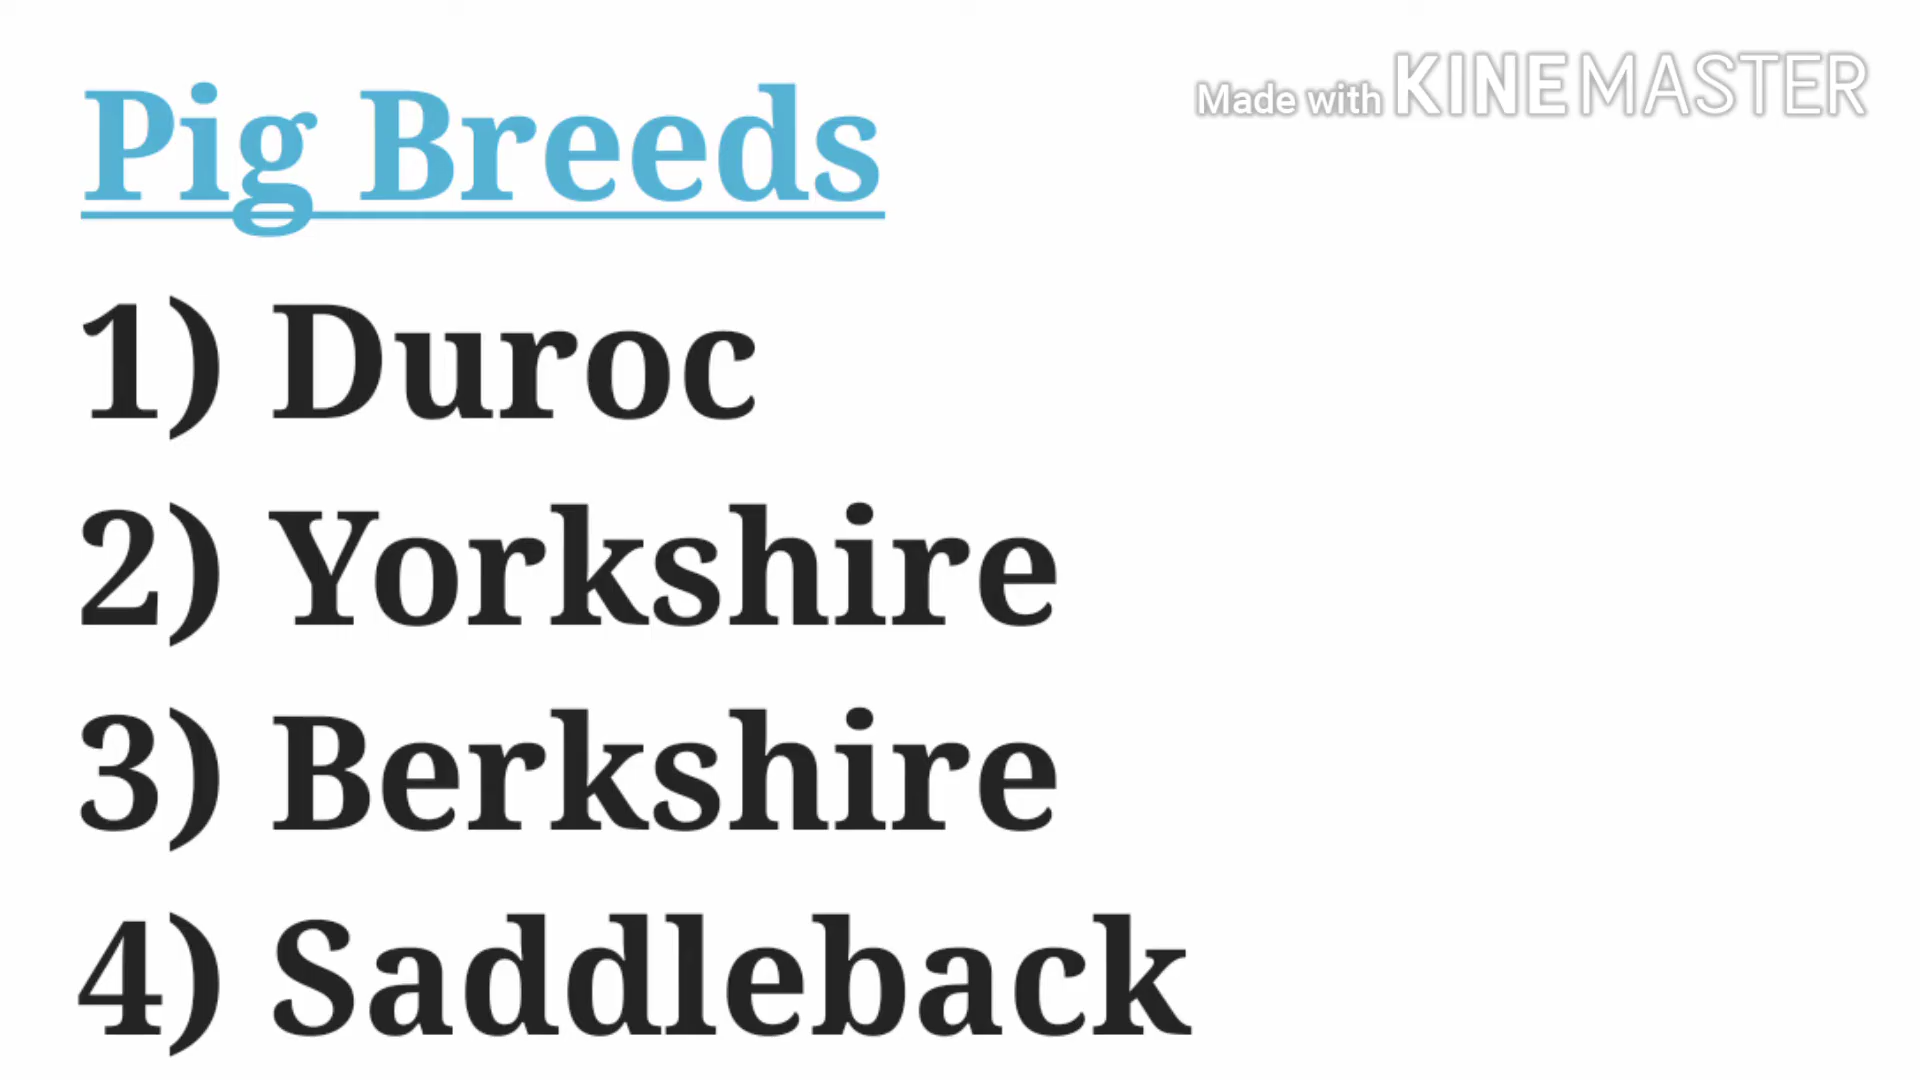 Pig Breeds
Made with KINEMASTER
1) Duroc
2) Yorkshire
3) Berkshire
4) Saddleback